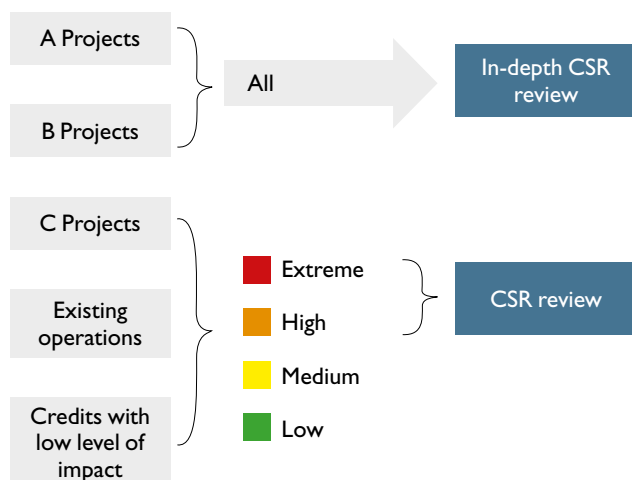 A Projects
B Projects
All
In-depth CSR
review
C Projects
Existing
operations
Credits with
low level of
impact
Extreme
High
Medium
Low
CSR review